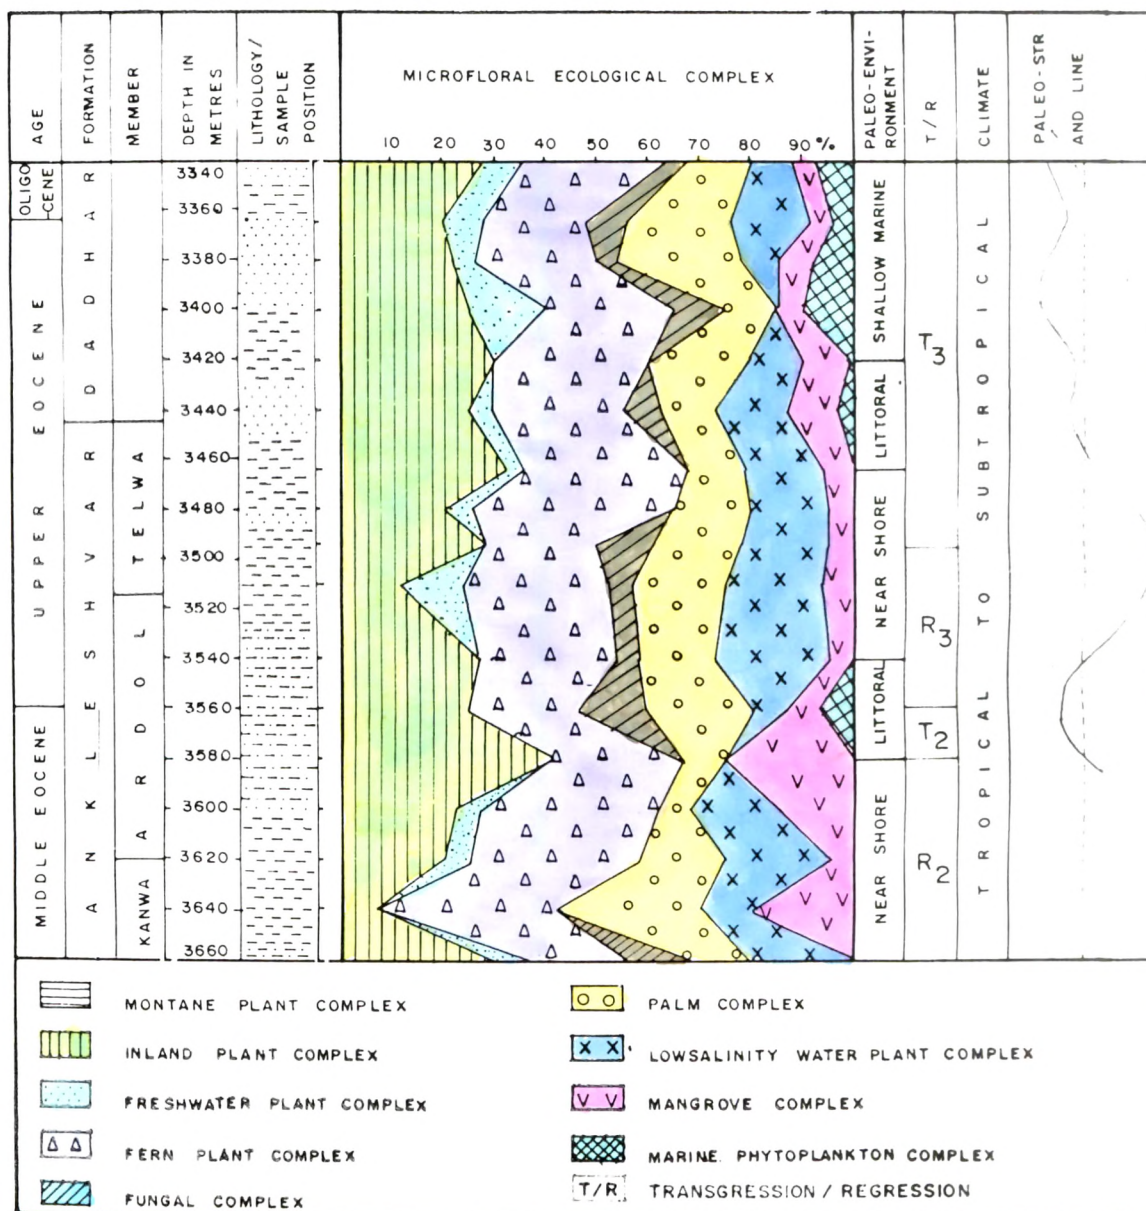 AGE
FORMATION
MEMBER
DEPTH IN
METRES
LITHOLOGY/
SAMPLE
POSITION
MICROFLORAL ECOLOGICAL COMPLEX
10 20 30 40 50 60 70 80 90 %
PALEO-ENVI-
RONMENT
T/R
CLIMATE
PALEO-STR
AND LINE
OLIGO
CENE
UPPER EOCENE
MIDDLE EOCENE
ANKLESHVAR
DADHAR
TELWA
ARDOL
KANWA
3340
3360
3380
3400
3420
3440
3460
3480
3500
3520
3540
3560
3580
3600
3620
3640
3660
SHALLOW MARINE
LITTORAL
NEAR SHORE
LITTORAL
NEAR SHORE
T3
R3
T2
R2
TROPICAL TO SUBTROPICAL
MONTANE PLANT COMPLEX
INLAND PLANT COMPLEX
FRESHWATER PLANT COMPLEX
FERN PLANT COMPLEX
FUNGAL COMPLEX
PALM COMPLEX
LOWSALINITY WATER PLANT COMPLEX
MANGROVE COMPLEX
MARINE PHYTOPLANKTON COMPLEX
T/R TRANSGRESSION / REGRESSION